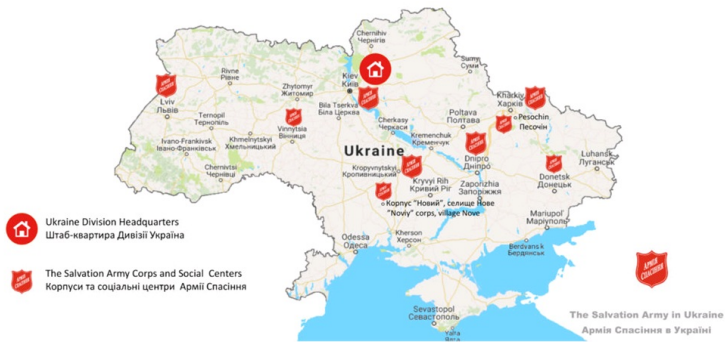 Chernihiv
Чернігів
Sumy
Суми
Rivne
Рівне
Kiev
Київ
Zhytomyr
Житомир
Lviv
Львів
Kharkiv
Харків
Pesochin
Песочін
Bila Tserkva
Біла Церква
Ternopil
Тернопіль
Vinnytsia
Вінниця
Cherkasy
Черкаси
Poltava
Полтава
Khmelnytskyi
Хмельницький
Kremenchuk
Кременчук
Ivano-Frankivsk
Івано-Франківськ
Ukraine
Dnipro
Дніпро
Luhansk
Луганськ
Chernivtsi
Чернівці
Kropyvnytskyi
Кропивницький
Donetsk
Донецьк
Kryvyi Rih
Кривий Ріг
Zaporizhia
Запоріжжя
Корпус "Новий", селище Нове
"Noviy" corps, village Nove
Mariupol
Маріуполь
Ukraine Division Headquarters
Штаб-квартира Дивізії Україна
Odessa
Одеса
Kherson
Херсон
Berdyans'k
Бердянськ
The Salvation Army Corps and Social Centers
Корпуси та соціальні центри Армії Спасіння
АРМІЯ
СПАСІННЯ
Sevastopol
Севастополь
Yalta
Ялта
The Salvation Army in Ukraine
Армія Спасіння в Україні